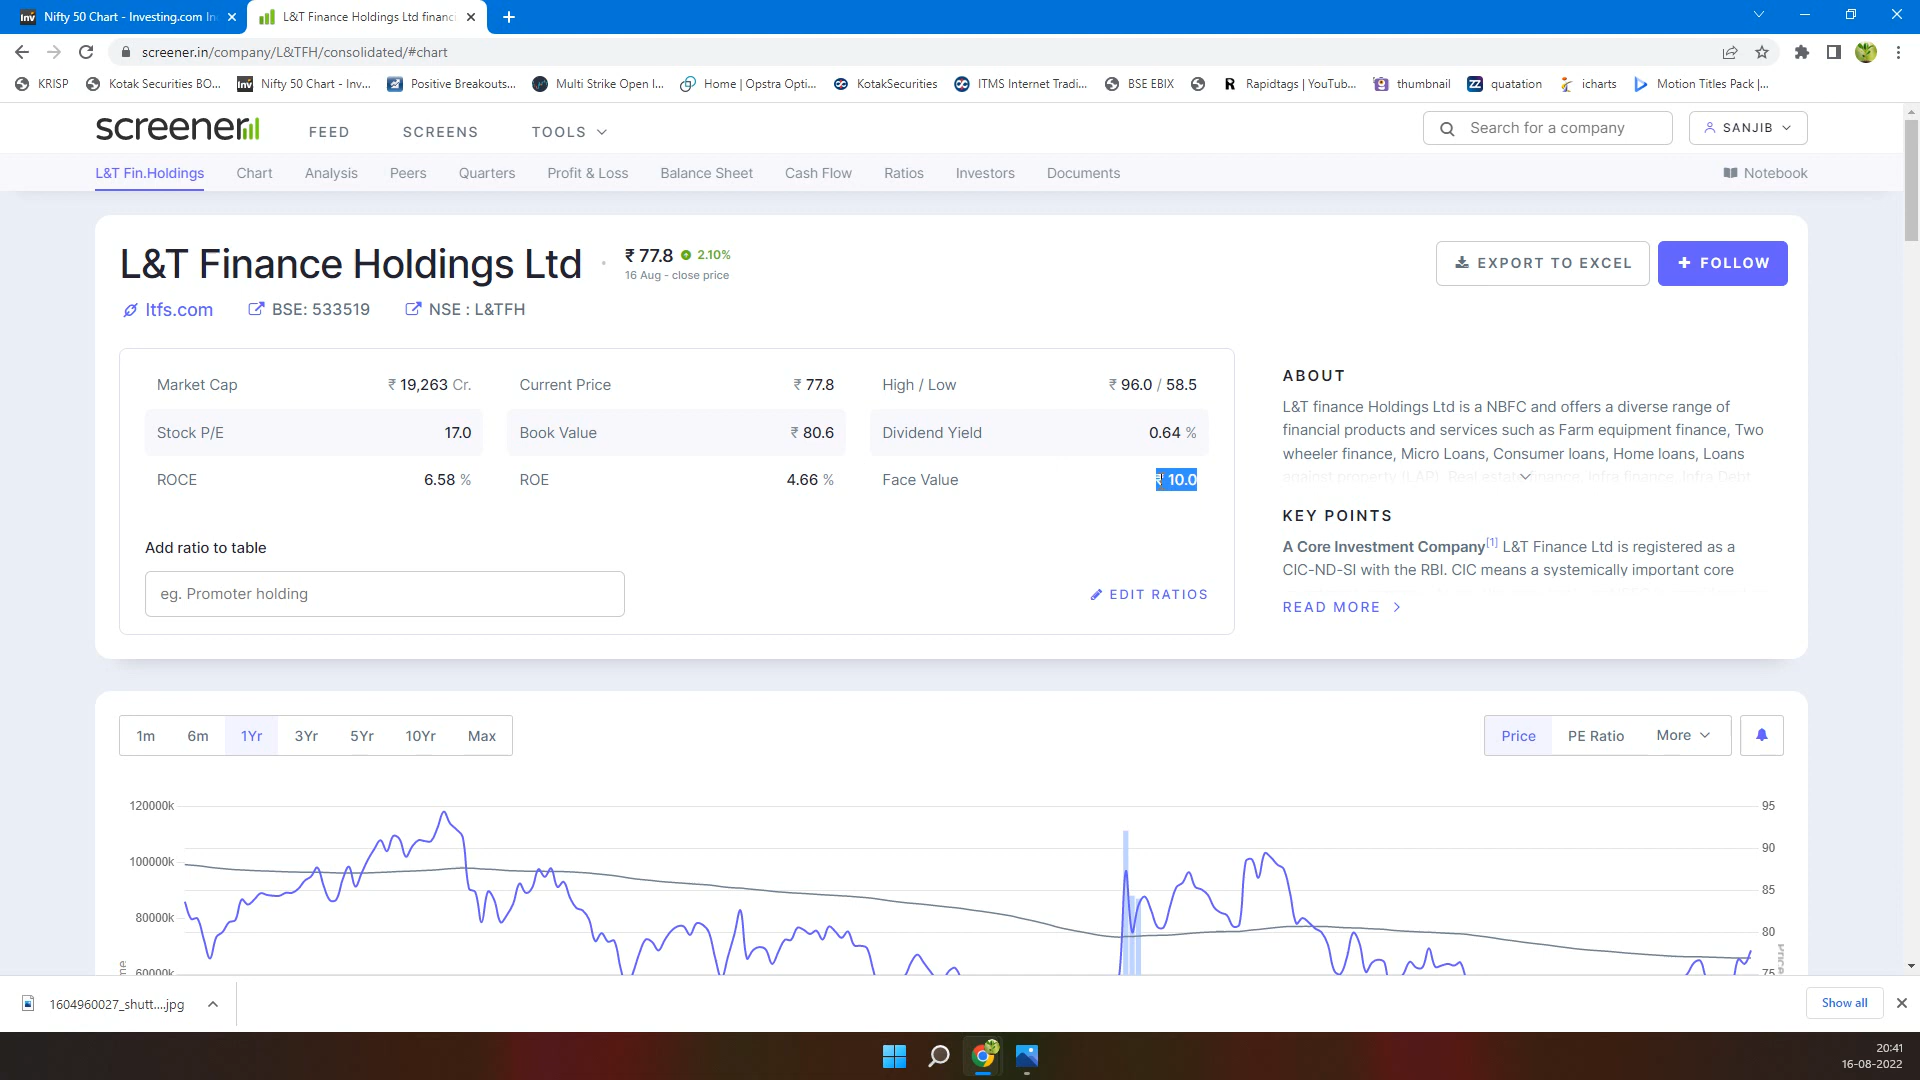 Nifty 50 Chart - Investing.com In
L&T Finance Holdings Ltd financi
screener.in/company/L&TFH/consolidated/#chart
KRISP
Kotak Securities BO...
Nifty 50 Chart - Inv...
Positive Breakouts...
Multi Strike Open I...
Home | Opstra Opti...
KotakSecurities
ITMS Internet Tradi...
BSE EBIX
Rapidtags | YouTub...
thumbnail
quatation
icharts
Motion Titles Pack |...
screener
FEED
SCREENS
TOOLS
Search for a company
SANJIB
L&T Fin.Holdings
Chart
Analysis
Peers
Quarters
Profit & Loss
Balance Sheet
Cash Flow
Ratios
Investors
Documents
Notebook
L&T Finance Holdings Ltd
₹ 77.8 2.10%
16 Aug - close price
EXPORT TO EXCEL
+ FOLLOW
ltfs.com
BSE: 533519
NSE : L&TFH
Market Cap ₹ 19,263 Cr.
Current Price ₹ 77.8
High / Low ₹ 96.0 / 58.5
Stock P/E 17.0
Book Value ₹ 80.6
Dividend Yield 0.64 %
ROCE 6.58 %
ROE 4.66 %
Face Value ₹ 10.0
Add ratio to table
eg. Promoter holding
EDIT RATIOS
ABOUT
L&T finance Holdings Ltd is a NBFC and offers a diverse range of
financial products and services such as Farm equipment finance, Two
wheeler finance, Micro Loans, Consumer loans, Home loans, Loans
against property (LAP), Real estate finance, Infra finance, Infra Debt
KEY POINTS
A Core Investment Company[1] L&T Finance Ltd is registered as a
CIC-ND-SI with the RBI. CIC means a systemically important core
READ MORE
1m
6m
1Yr
3Yr
5Yr
10Yr
Max
Price
PE Ratio
More
120000k
95
100000k
90
85
80000k
80
60000k
75
1604960027_shutt....jpg
Show all
20:41
16-08-2022